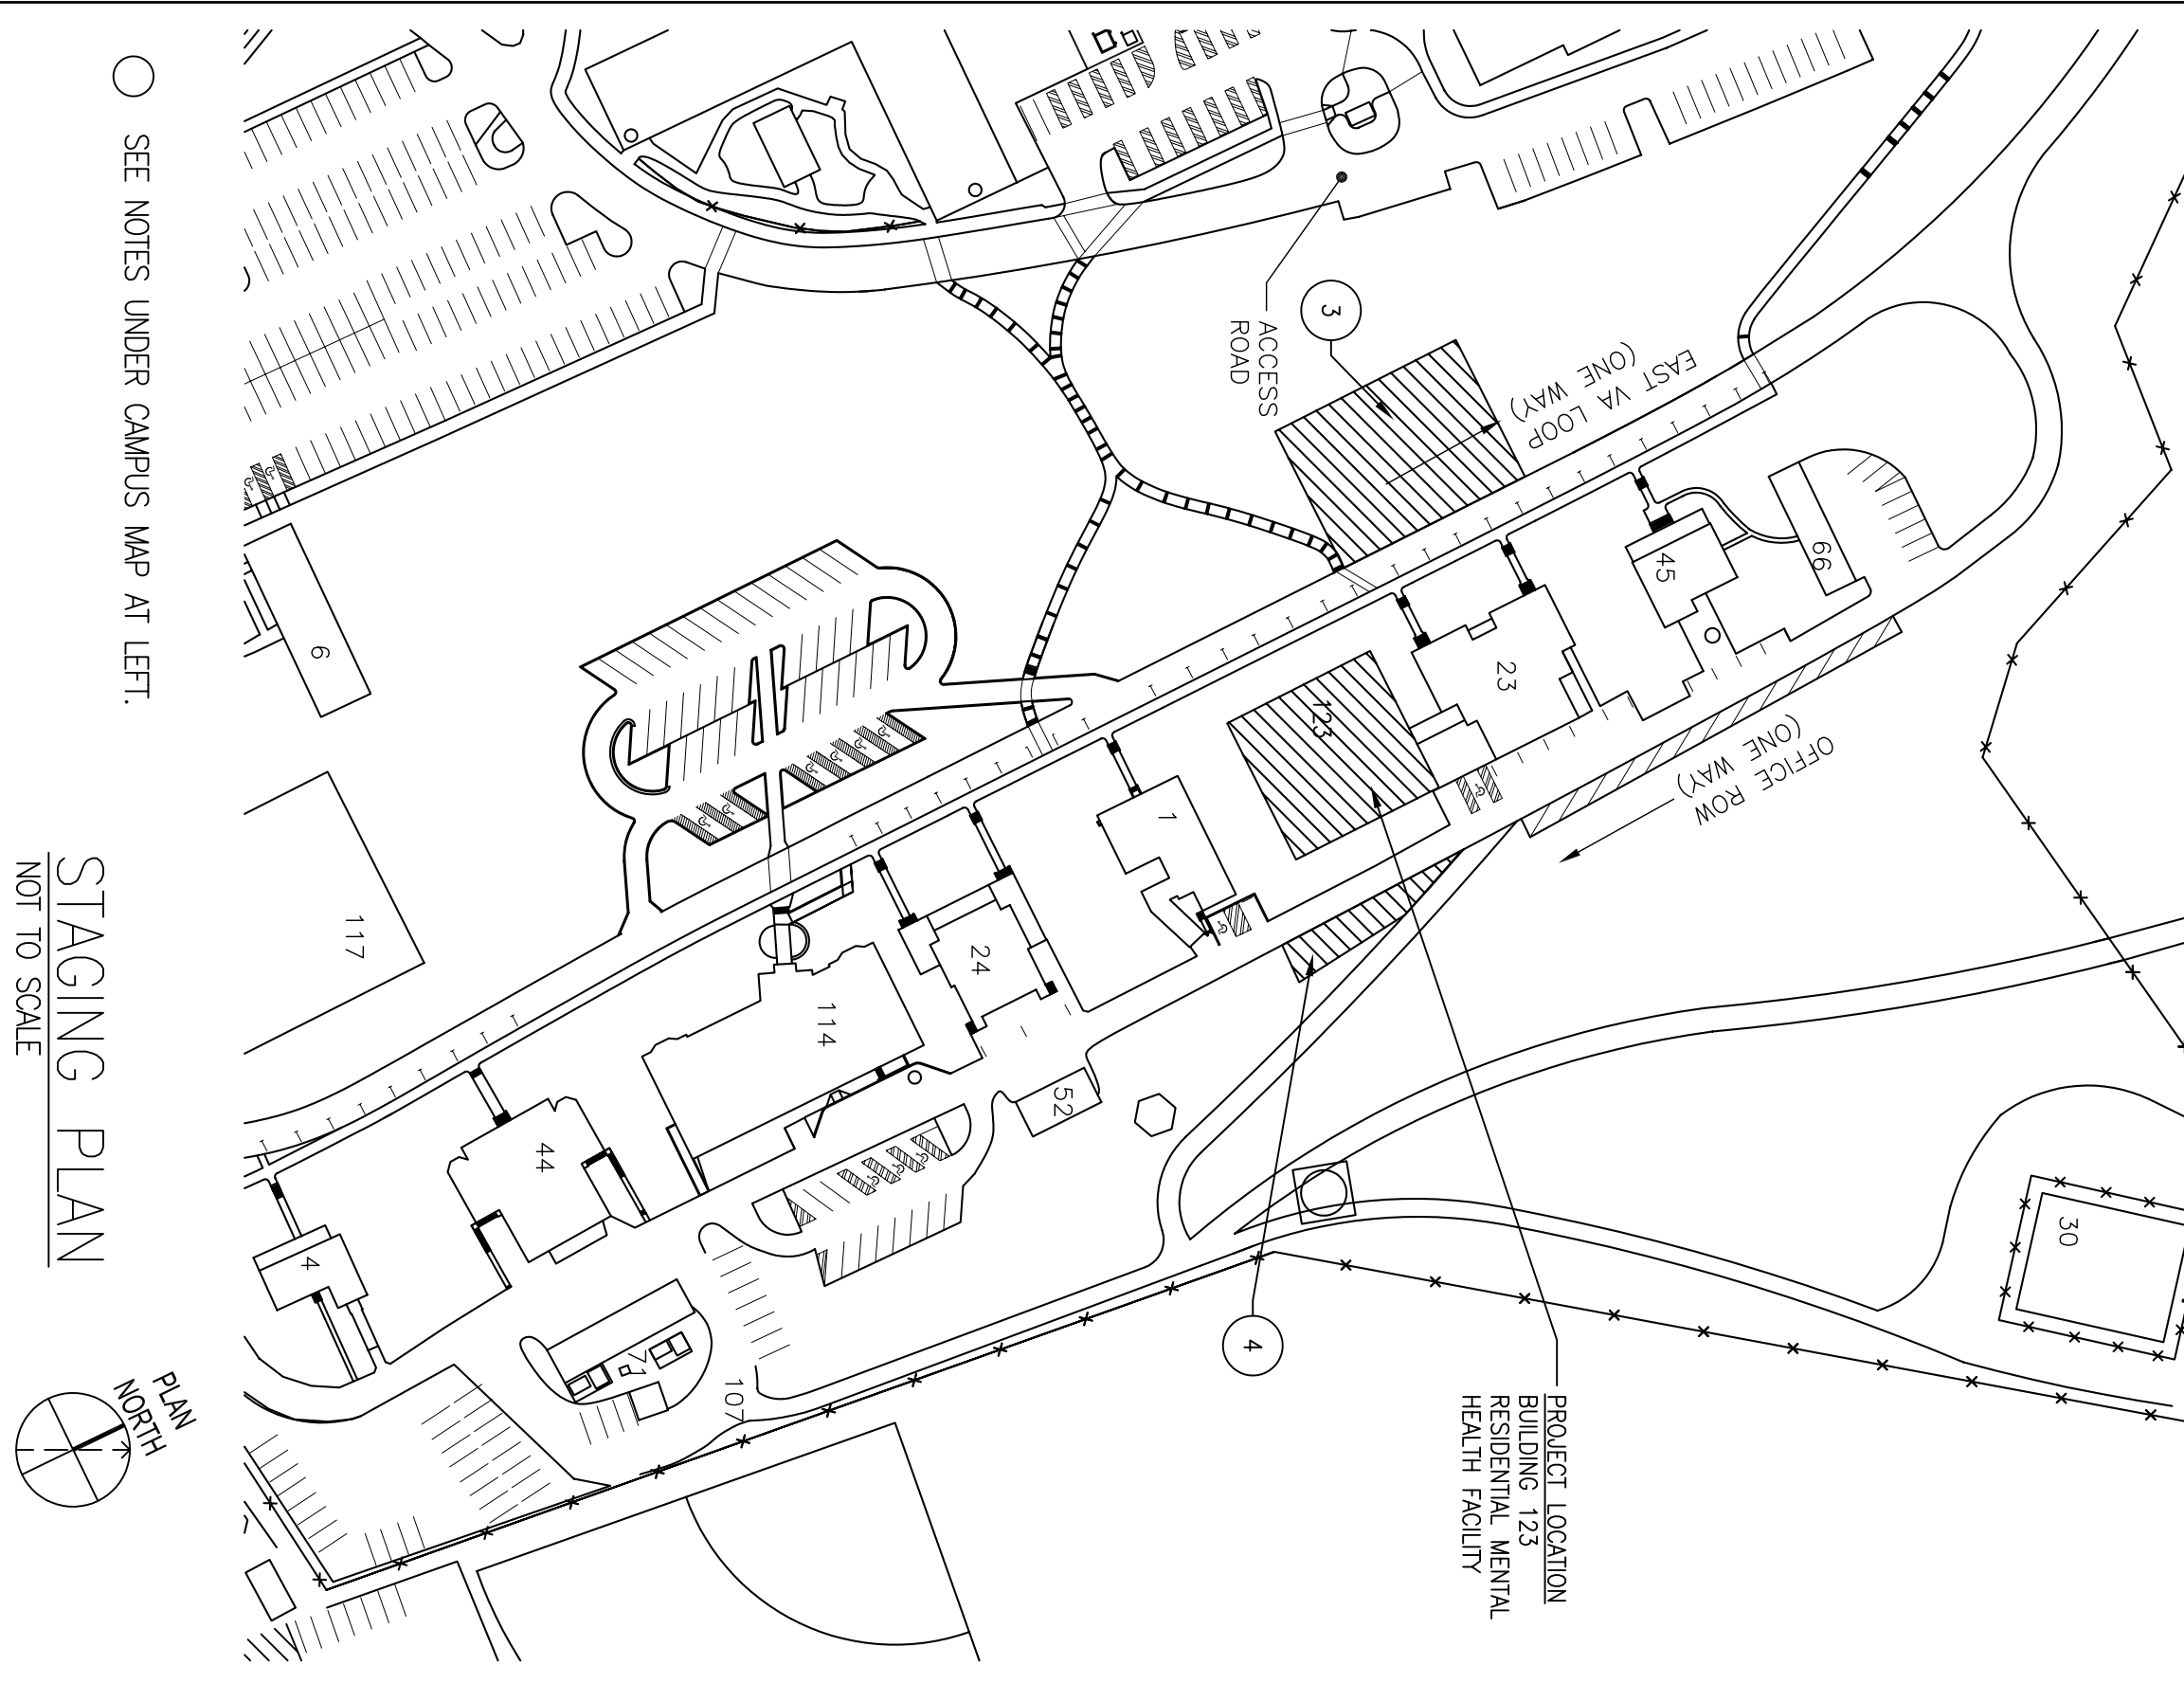 SEE NOTES UNDER CAMPUS MAP AT LEFT.
STAGING PLAN
NOT TO SCALE
PLAN
NORTH
ACCESS
ROAD
3
EAST VA LOOP
(ONE WAY)
66
45
23
123
OFFICE ROW
(ONE WAY)
1
24
114
52
6
117
44
4
107
30
4
PROJECT LOCATION
BUILDING 123
RESIDENTIAL MENTAL
HEALTH FACILITY